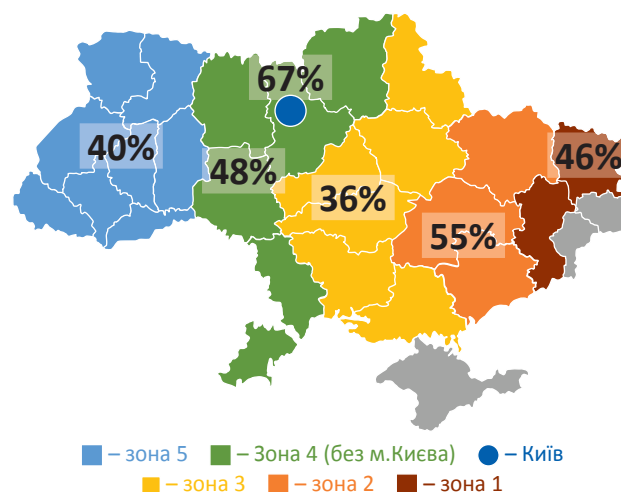 67%
40%
48%
46%
36%
55%
– зона 5
– Зона 4 (без м.Києва)
– Київ
– зона 3
– зона 2
– зона 1